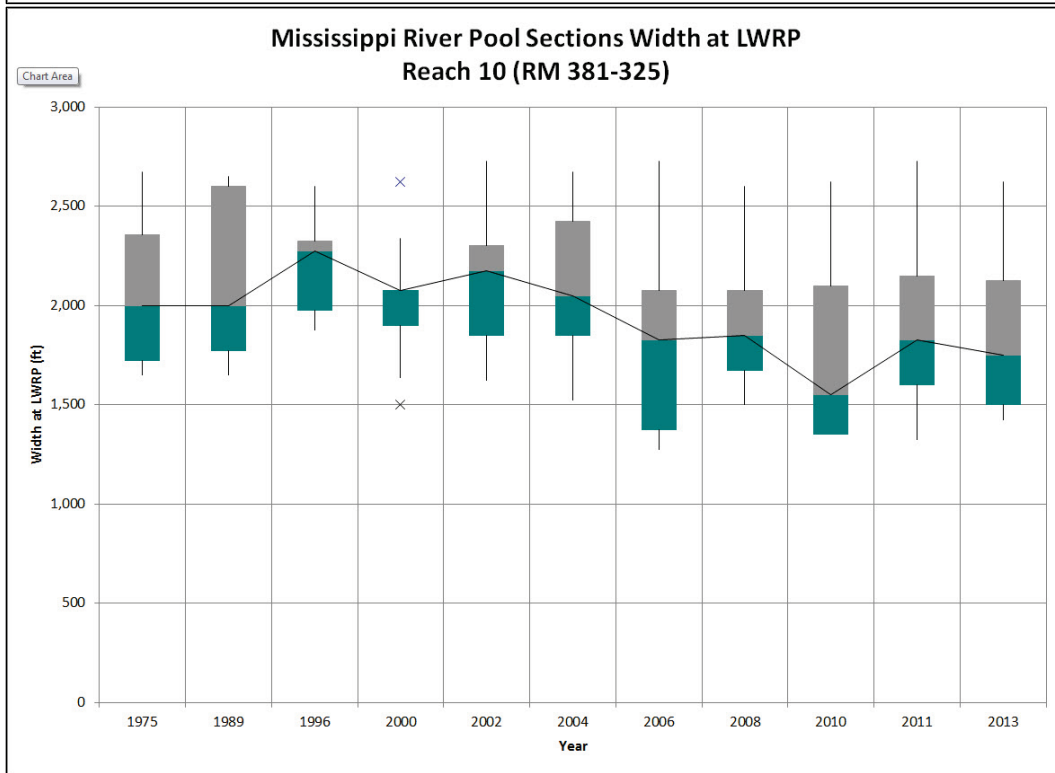 Mississippi River Pool Sections Width at LWRP
Reach 10 (RM 381-325)
Chart Area
3,000
2,500
2,000
1,500
1,000
500
0
Width at LWRP (ft)
1975 1989 1996 2000 2002 2004 2006 2008 2010 2011 2013
Year